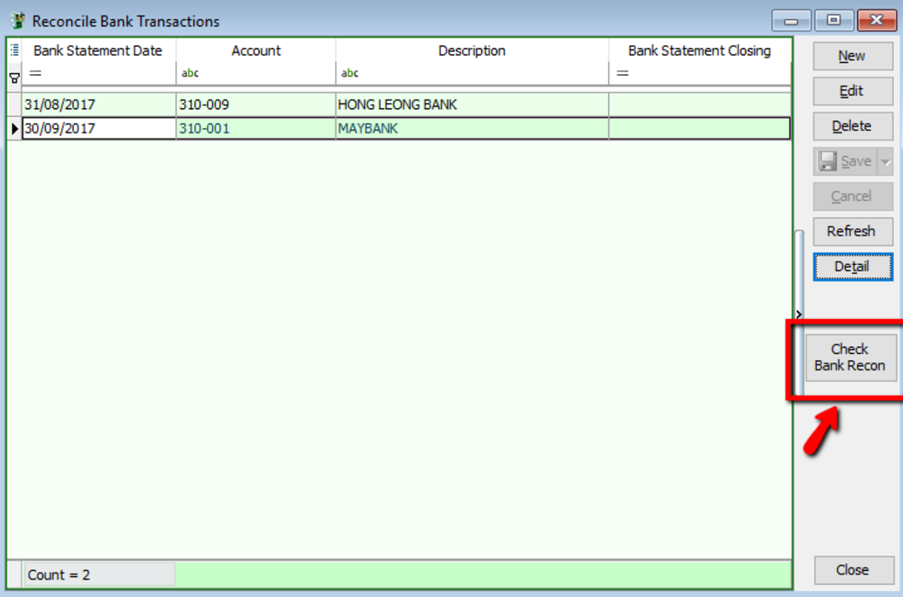 Reconcile Bank Transactions
Bank Statement Date Account Description Bank Statement Closing
= abc abc =
31/08/2017 310-009 HONG LEONG BANK
30/09/2017 310-001 MAYBANK
Count = 2
New
Edit
Delete
Save
Cancel
Refresh
Detail
Check
Bank Recon
Close